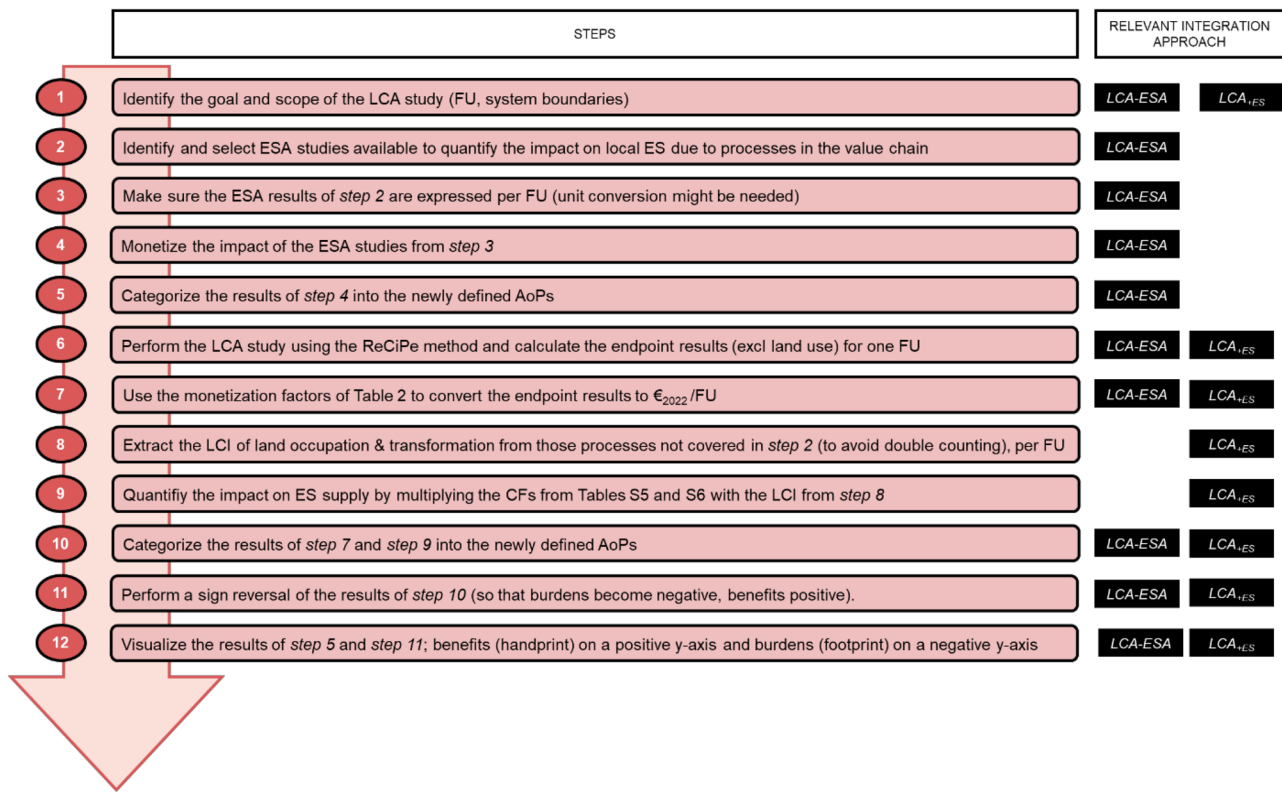 STEPS
RELEVANT INTEGRATION
APPROACH
1
Identify the goal and scope of the LCA study (FU, system boundaries)
LCA-ESA
LCA+ES
2
Identify and select ESA studies available to quantify the impact on local ES due to processes in the value chain
LCA-ESA
3
Make sure the ESA results of step 2 are expressed per FU (unit conversion might be needed)
LCA-ESA
4
Monetize the impact of the ESA studies from step 3
LCA-ESA
5
Categorize the results of step 4 into the newly defined AoPs
LCA-ESA
6
Perform the LCA study using the ReCiPe method and calculate the endpoint results (excl land use) for one FU
LCA-ESA
LCA+ES
7
Use the monetization factors of Table 2 to convert the endpoint results to €2022/FU
LCA-ESA
LCA+ES
8
Extract the LCI of land occupation & transformation from those processes not covered in step 2 (to avoid double counting), per FU
LCA+ES
9
Quantifiy the impact on ES supply by multiplying the CFs from Tables S5 and S6 with the LCI from step 8
LCA+ES
10
Categorize the results of step 7 and step 9 into the newly defined AoPs
LCA-ESA
LCA+ES
11
Perform a sign reversal of the results of step 10 (so that burdens become negative, benefits positive).
LCA-ESA
LCA+ES
12
Visualize the results of step 5 and step 11; benefits (handprint) on a positive y-axis and burdens (footprint) on a negative y-axis
LCA-ESA
LCA+ES